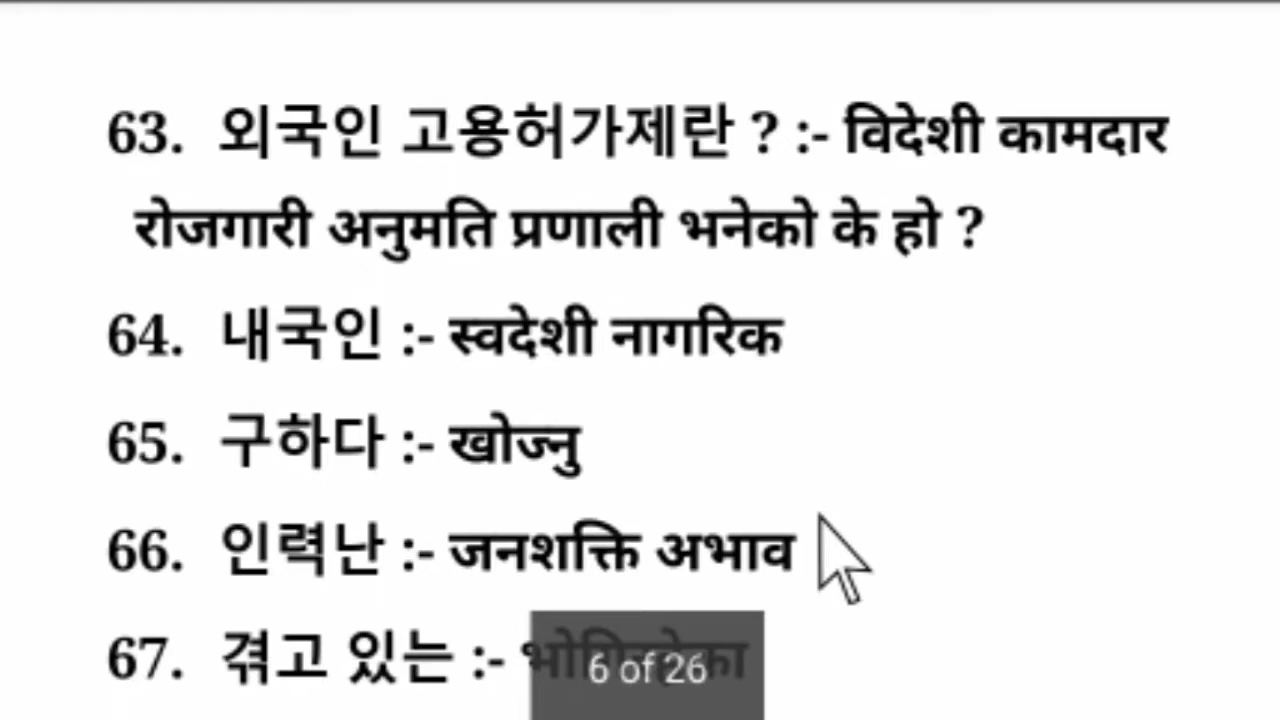 63. 외국인 고용허가제란 ? :- विदेशी कामदार
रोजगारी अनुमति प्रणाली भनेको के हो ?
64. 내국인 :- स्वदेशी नागरिक
65. 구하다 :- खोज्नु
66. 인력난 :- जनशक्ति अभाव
67. 겪고 있는 :-
6 of 26